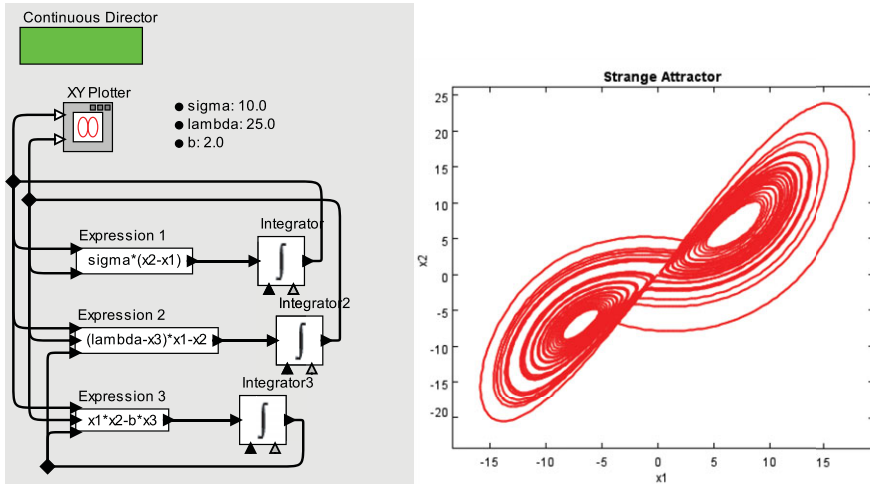 Continuous Director
XY Plotter
● sigma: 10.0
● lambda: 25.0
● b: 2.0
Expression 1
sigma*(x2-x1)
Integrator
∫
Expression 2
(lambda-x3)*x1-x2
Integrator2
∫
Expression 3
x1*x2-b*x3
Integrator3
∫
Strange Attractor
25
20
15
10
5
0
-5
-10
-15
-20
x2
-15 -10 -5 0 5 10 15
x1